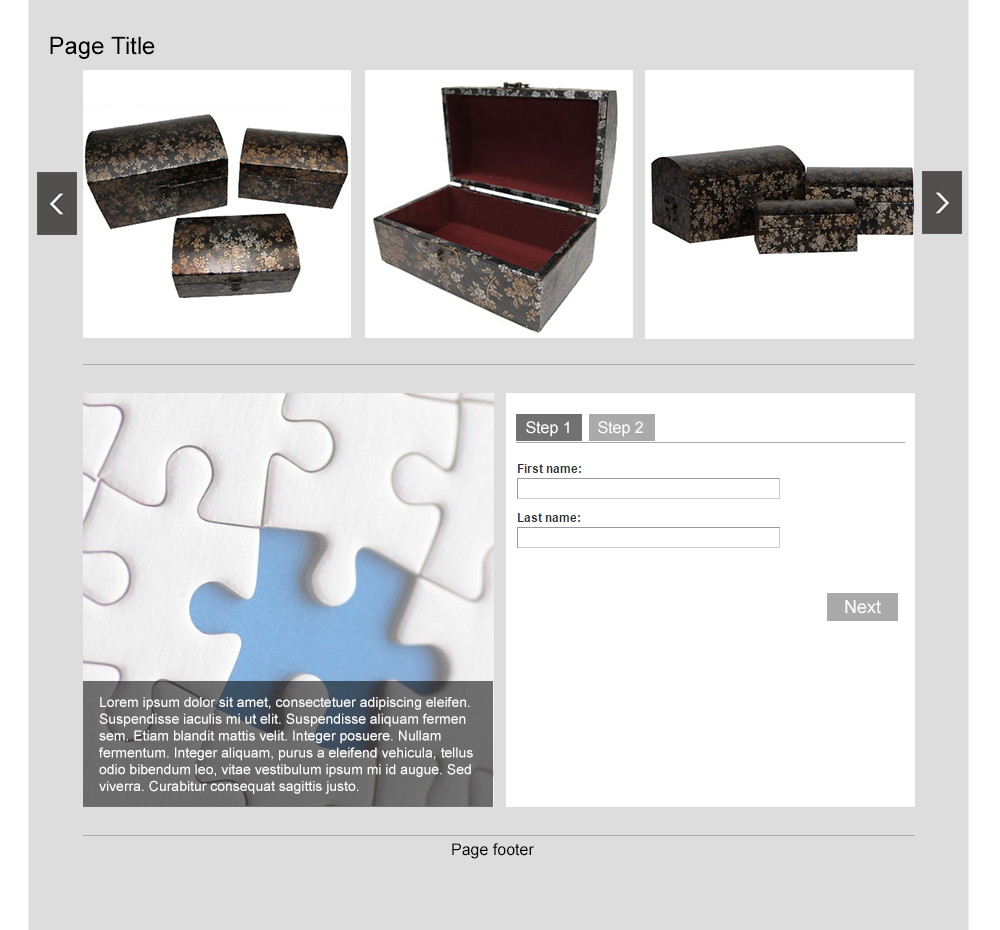 Page Title
Step 1 Step 2
First name:
Last name:
Next
Lorem ipsum dolor sit amet, consectetuer adipiscing eleifen.
Suspendisse iaculis mi ut elit. Suspendisse aliquam fermen
sem. Etiam blandit mattis velit. Integer posuere. Nullam
fermentum. Integer aliquam, purus a eleifend vehicula, tellus
odio bibendum leo, vitae vestibulum ipsum mi id augue. Sed
viverra. Curabitur consequat sagittis justo.
Page footer